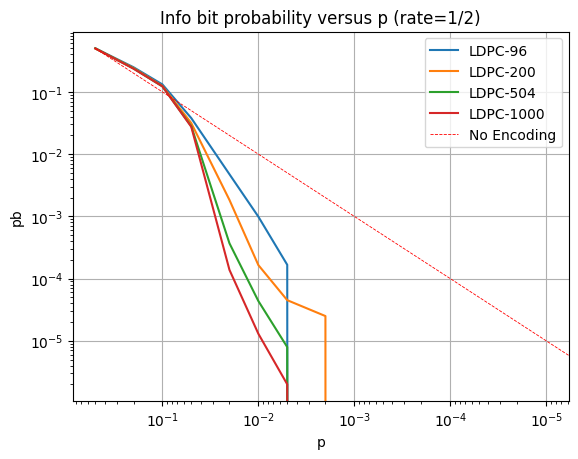 Info bit probability versus p (rate=1/2)
LDPC-96
LDPC-200
LDPC-504
LDPC-1000
No Encoding
pb
10⁻¹
10⁻²
10⁻³
10⁻⁴
10⁻⁵
10⁻¹ 10⁻² 10⁻³ 10⁻⁴ 10⁻⁵
p